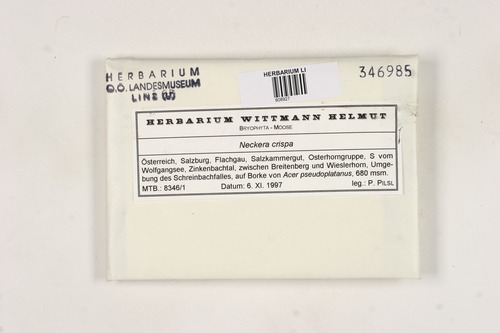 HERBARIUM
O.Ö. LANDESMUSEUM
LINZ (LI)
HERBARIUM LI
346985
HERBARIUM WITTMANN HELMUT
BRYOPHYTA - MOOSE
Neckera crispa
Österreich, Salzburg, Flachgau, Salzkammergut, Osterhorngruppe, S vom
Wolfgangsee, Zinkenbachtal, zwischen Breitenberg und Wieslerhorn, Umge-
bung des Schreinbachfalles, auf Borke von Acer pseudoplatanus, 680 msm.
MTB.: 8346/1 Datum: 6. XI. 1997 leg.: P. PILSL